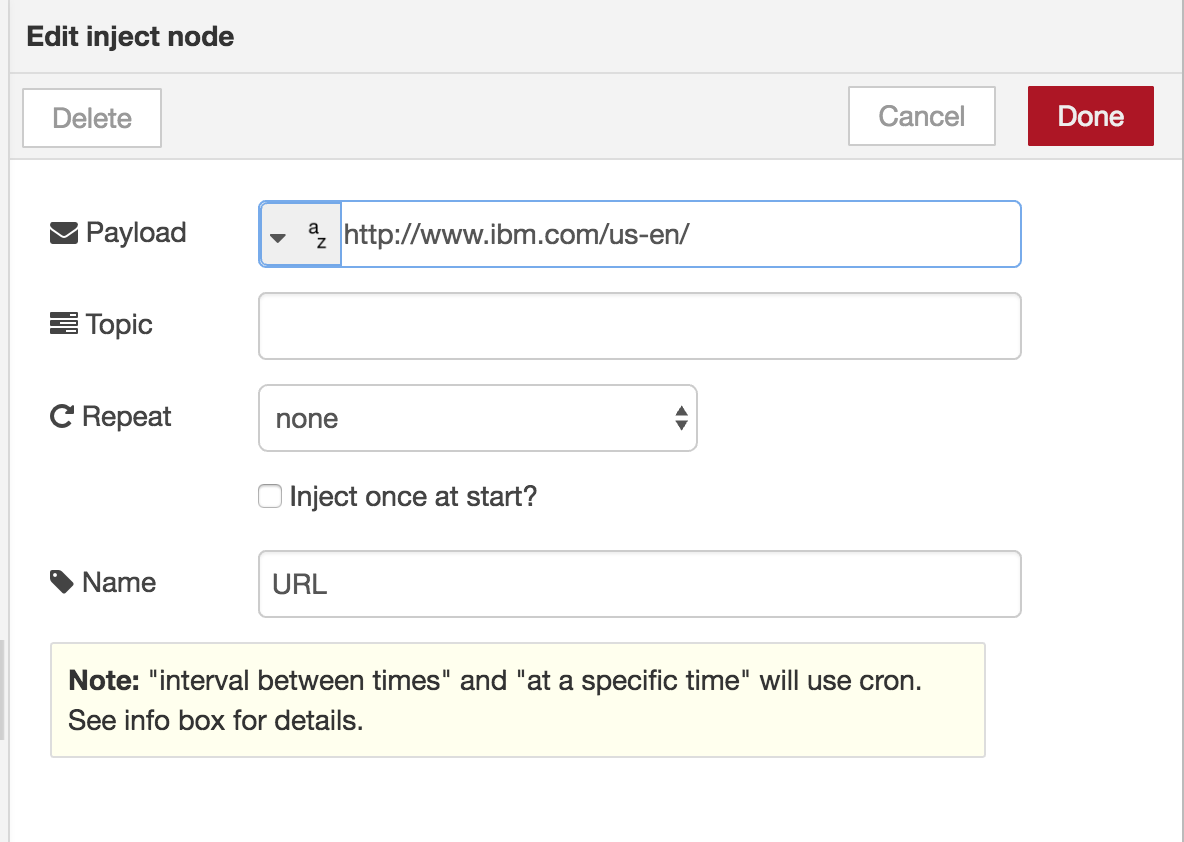 Edit inject node
Delete
Cancel
Done
Payload
a z
http://www.ibm.com/us-en/
Topic
Repeat
none
Inject once at start?
Name
URL
Note: "interval between times" and "at a specific time" will use cron.
See info box for details.